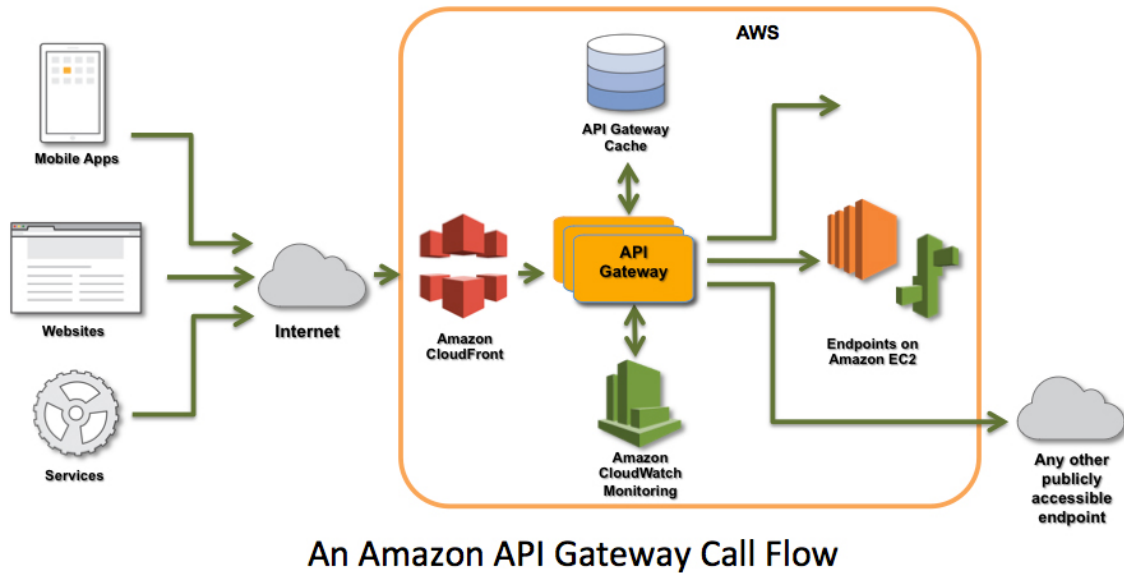 AWS
Mobile Apps
API Gateway
Cache
Websites
Internet
Amazon
CloudFront
API
Gateway
Endpoints on
Amazon EC2
Services
Amazon
CloudWatch
Monitoring
Any other
publicly
accessible
endpoint
An Amazon API Gateway Call Flow